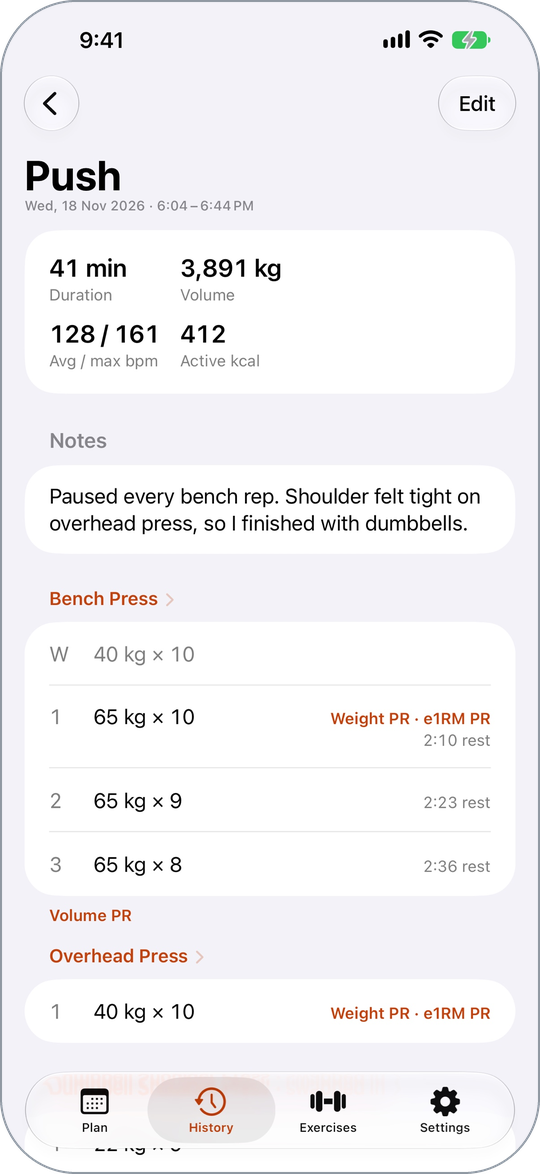 9:41
Edit
Push
Wed, 18 Nov 2026 · 6:04 – 6:44 PM
41 min 3,891 kg
Duration Volume
128 / 161 412
Avg / max bpm Active kcal
Notes
Paused every bench rep. Shoulder felt tight on
overhead press, so I finished with dumbbells.
Bench Press
W 40 kg × 10
1 65 kg × 10 Weight PR · e1RM PR
2:10 rest
2 65 kg × 9 2:23 rest
3 65 kg × 8 2:36 rest
Volume PR
Overhead Press
1 40 kg × 10 Weight PR · e1RM PR
Plan History Exercises Settings